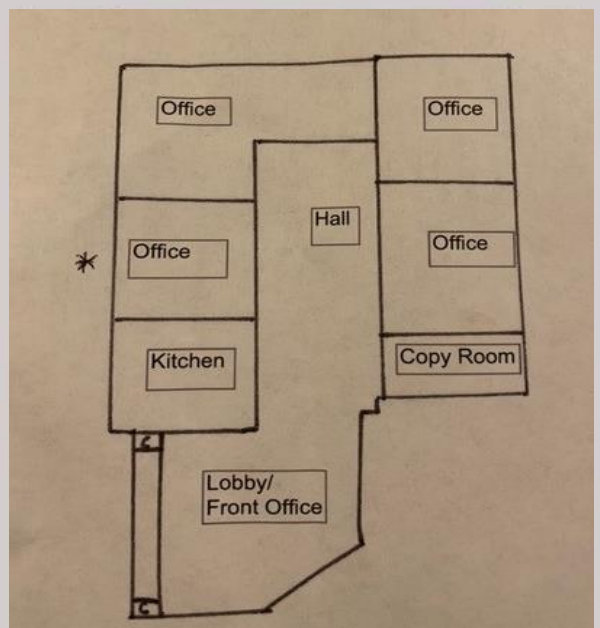 Office
Office
Hall
Office
Office
Kitchen
Copy Room
C
Lobby/
Front Office
C